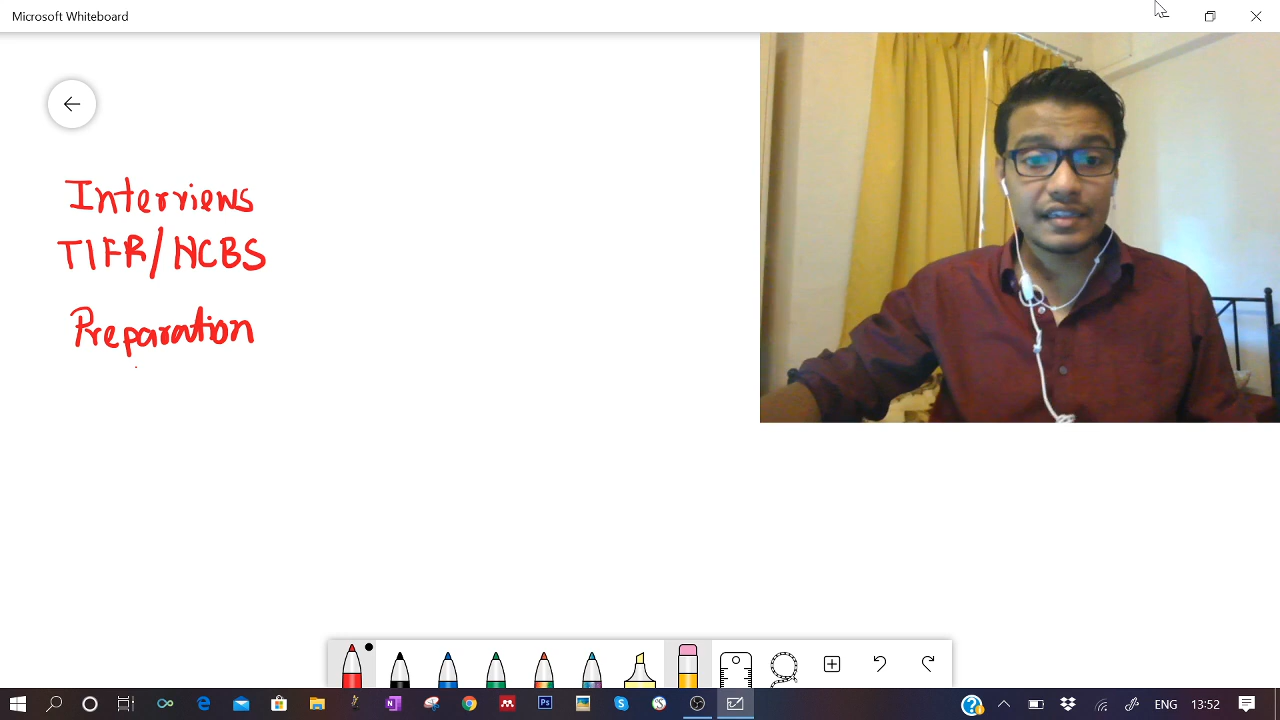 Microsoft Whiteboard
Interviews
TIFR/NCBS
Preparation
ENG 13:52